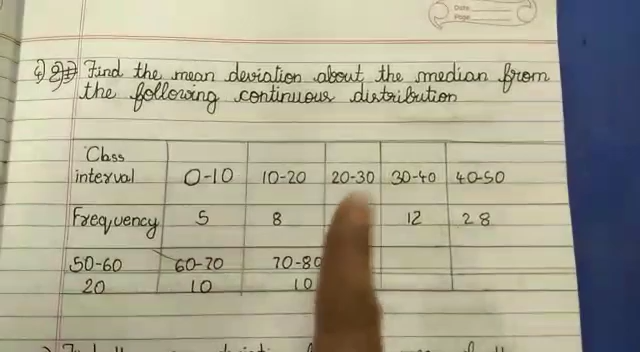 Date
Page
Find the mean deviation about the median from
the following continuous distribution
Class
interval 0-10 10-20 20-30 30-40 40-50
Frequency 5 8 12 28
50-60 60-70 70-80
20 10 10